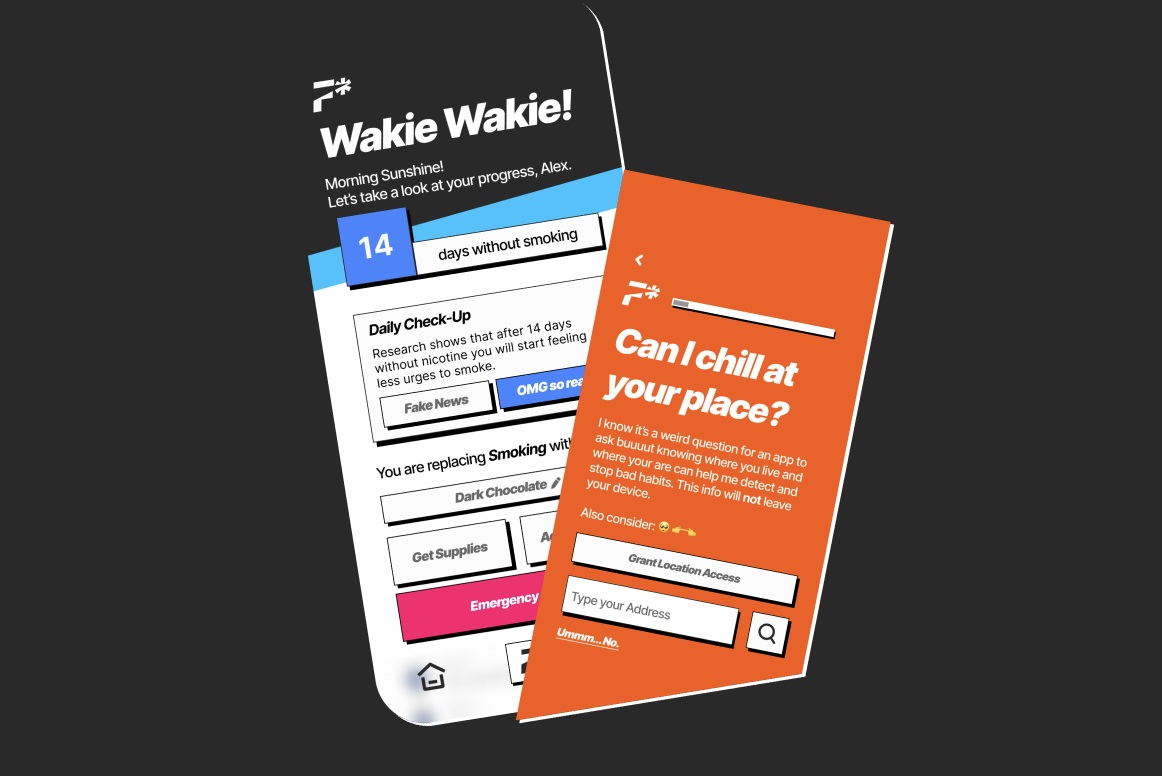 F*
Wakie Wakie!
Morning Sunshine!
Let's take a look at your progress, Alex.
14
days without smoking
Daily Check-Up
Research shows that after 14 days
without nicotine you will start feeling
less urges to smoke.
Fake News
OMG so
You are replacing Smoking
Dark Chocolate
Get Supplies
Emergency
F*
Can I chill at
your place?
I know it's a weird question for an app to
ask buuuut knowing where you live and
where your are can help me detect and
stop bad habits. This info will not leave
your device.
Also consider: 🥺👉👈
Grant Location Access
Type your Address
Ummm... No.